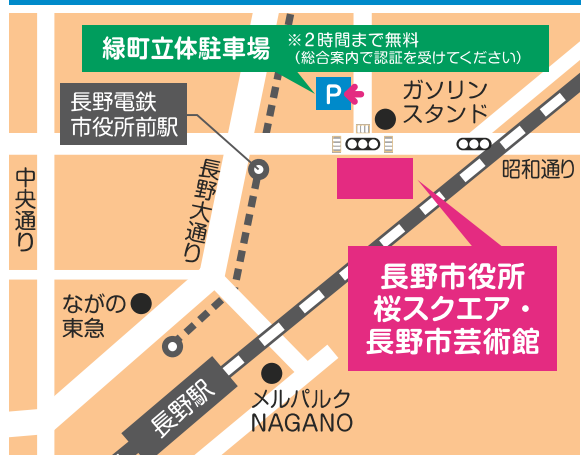 緑町立体駐車場
※2時間まで無料
（総合案内で認証を受けてください）
P
ガソリン
スタンド
長野電鉄
市役所前駅
昭和通り
中央通り
長野大通り
長野市役所
桜スクエア・
長野市芸術館
ながの
東急
長野駅
メルパルク
NAGANO